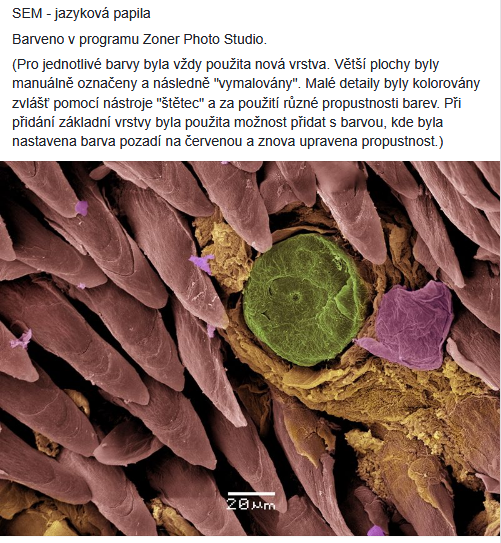 SEM - jazyková papila
Barveno v programu Zoner Photo Studio.
(Pro jednotlivé barvy byla vždy použita nová vrstva. Větší plochy byly
manuálně označeny a následně "vymalovány". Malé detaily byly kolorovány
zvlášť pomocí nástroje "štětec" a za použití různé propustnosti barev. Při
přidání základní vrstvy byla použita možnost přidat s barvou, kde byla
nastavena barva pozadí na červenou a znova upravena propustnost.)
20µm